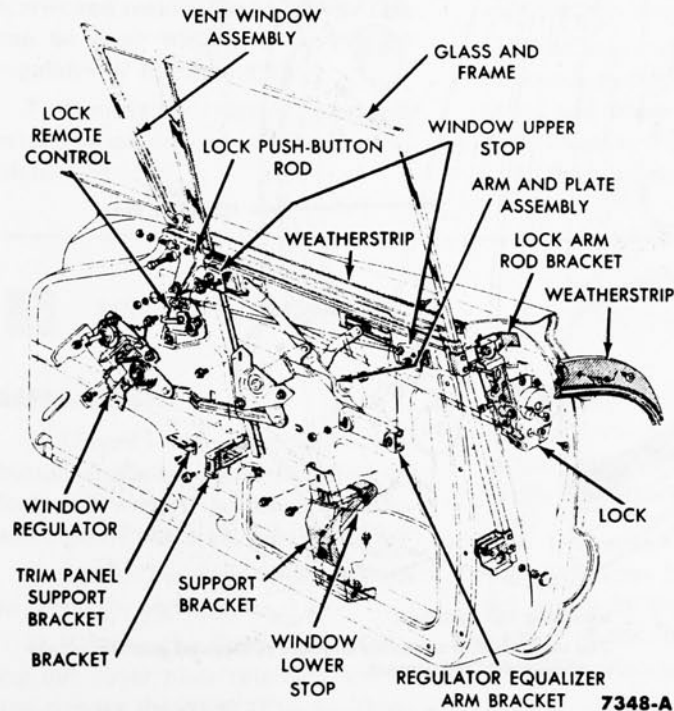 VENT WINDOW
ASSEMBLY
GLASS AND
FRAME
LOCK
REMOTE
CONTROL
LOCK PUSH-BUTTON
ROD
WINDOW UPPER
STOP
ARM AND PLATE
ASSEMBLY
WEATHERSTRIP
LOCK ARM
ROD BRACKET
WEATHERSTRIP
WINDOW
REGULATOR
LOCK
TRIM PANEL
SUPPORT
BRACKET
SUPPORT
BRACKET
BRACKET
WINDOW
LOWER
STOP
REGULATOR EQUALIZER
ARM BRACKET
7348-A